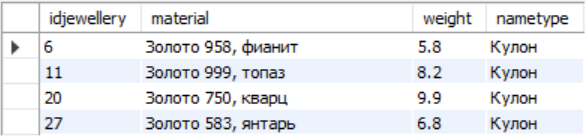 idjewellery material weight nametype
6 Золото 958, фианит 5.8 Кулон
11 Золото 999, топаз 8.2 Кулон
20 Золото 750, кварц 9.9 Кулон
27 Золото 583, янтарь 6.8 Кулон